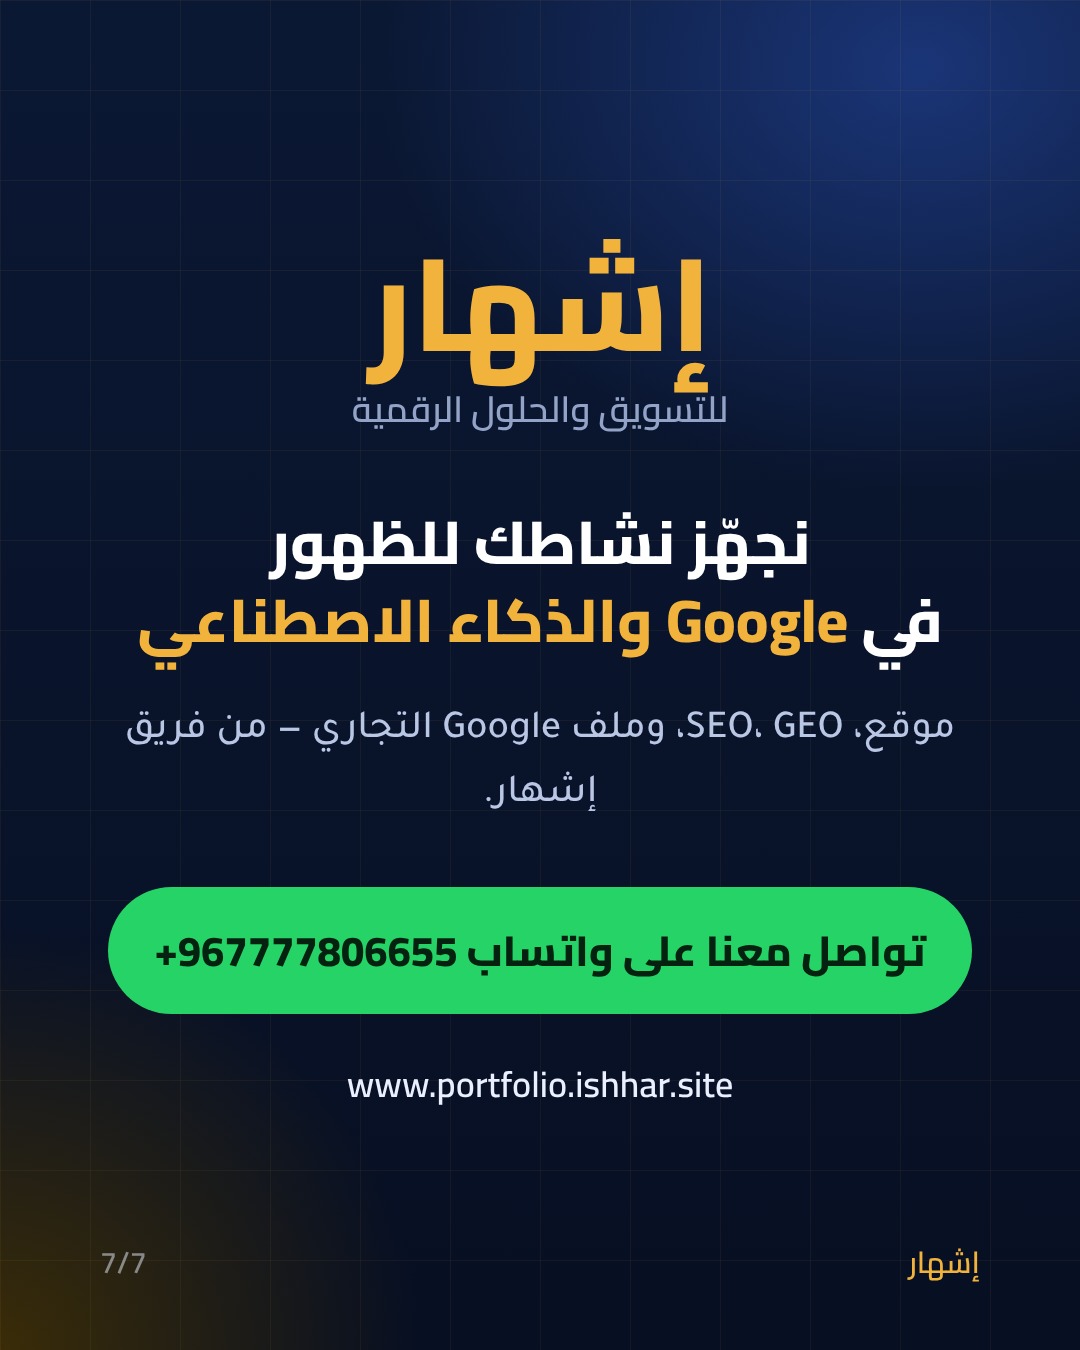 إشهار
للتسويق والحلول الرقمية
نجهّز نشاطك للظهور
في Google والذكاء الاصطناعي
موقع، SEO، GEO، وملف Google التجاري – من فريق
إشهار.
تواصل معنا على واتساب 967777806655+
www.portfolio.ishhar.site
إشهار
7/7